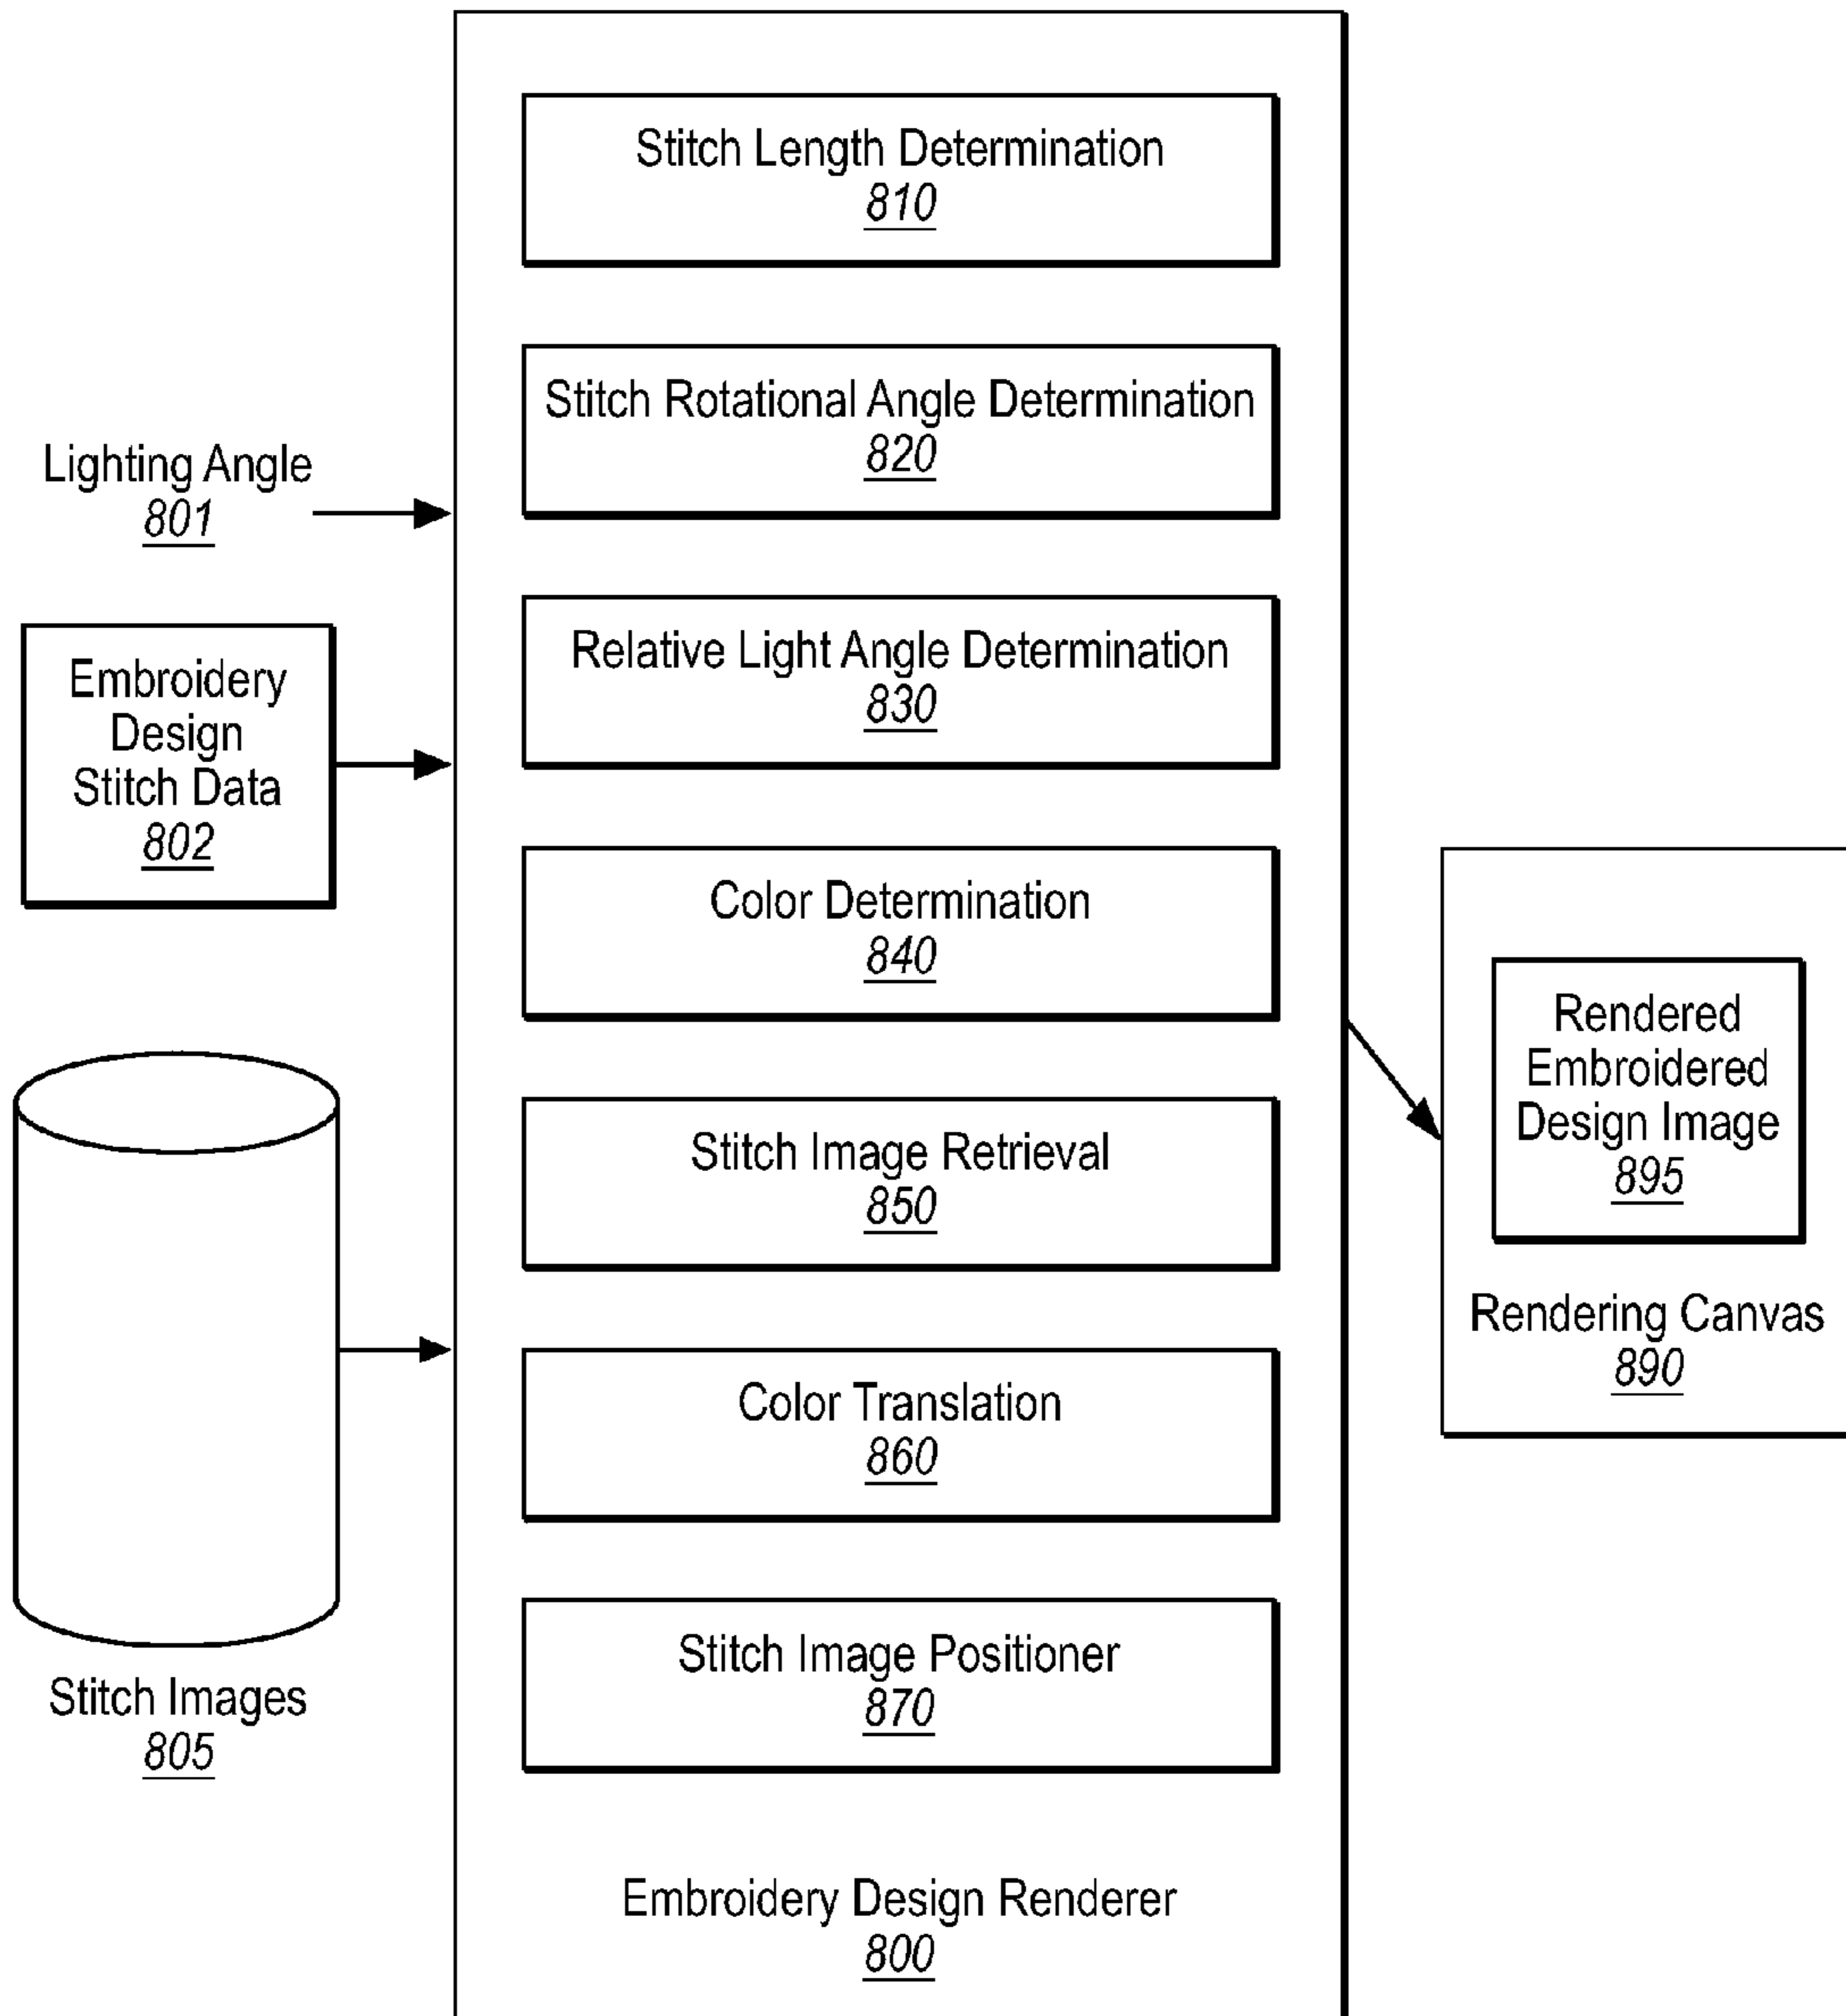 Lighting Angle
801
Embroidery
Design
Stitch Data
802
Stitch Images
805
Stitch Length Determination
810
Stitch Rotational Angle Determination
820
Relative Light Angle Determination
830
Color Determination
840
Stitch Image Retrieval
850
Color Translation
860
Stitch Image Positioner
870
Embroidery Design Renderer
800
Rendered
Embroidered
Design Image
895
Rendering Canvas
890